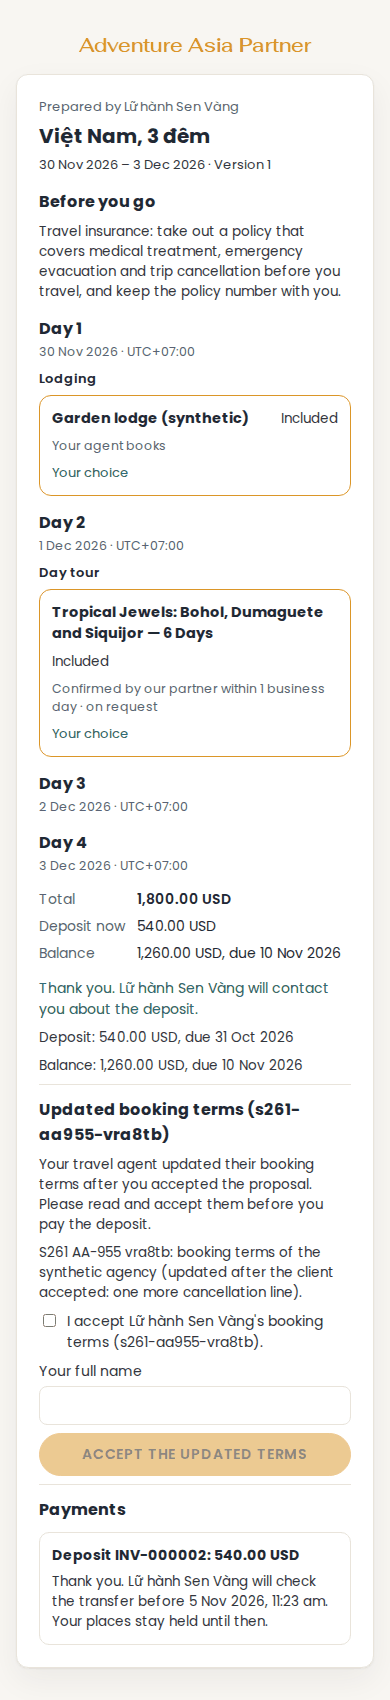 Adventure Asia Partner
Prepared by Lữ hành Sen Vàng
Việt Nam, 3 đêm
30 Nov 2026 – 3 Dec 2026 · Version 1
Before you go
Travel insurance: take out a policy that
covers medical treatment, emergency
evacuation and trip cancellation before you
travel, and keep the policy number with you.
Day 1
30 Nov 2026 · UTC+07:00
Lodging
Garden lodge (synthetic) Included
Your agent books
Your choice
Day 2
1 Dec 2026 · UTC+07:00
Day tour
Tropical Jewels: Bohol, Dumaguete
and Siquijor — 6 Days
Included
Confirmed by our partner within 1 business
day · on request
Your choice
Day 3
2 Dec 2026 · UTC+07:00
Day 4
3 Dec 2026 · UTC+07:00
Total 1,800.00 USD
Deposit now 540.00 USD
Balance 1,260.00 USD, due 10 Nov 2026
Thank you. Lữ hành Sen Vàng will contact
you about the deposit.
Deposit: 540.00 USD, due 31 Oct 2026
Balance: 1,260.00 USD, due 10 Nov 2026
Updated booking terms (s261-
aa955-vra8tb)
Your travel agent updated their booking
terms after you accepted the proposal.
Please read and accept them before you
pay the deposit.
S261 AA-955 vra8tb: booking terms of the
synthetic agency (updated after the client
accepted: one more cancellation line).
I accept Lữ hành Sen Vàng's booking
terms (s261-aa955-vra8tb).
Your full name
ACCEPT THE UPDATED TERMS
Payments
Deposit INV-000002: 540.00 USD
Thank you. Lữ hành Sen Vàng will check
the transfer before 5 Nov 2026, 11:23 am.
Your places stay held until then.